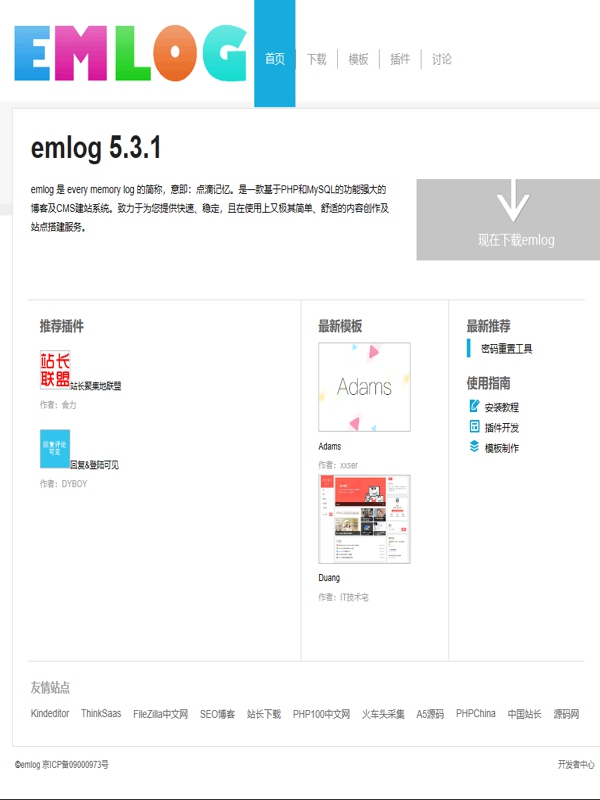 EMLOG
首页 下载 模板 插件 讨论
emlog 5.3.1
emlog 是 every memory log 的简称，意即：点滴记忆。是一款基于PHP和MySQL的功能强大的
博客及CMS建站系统。致力于为您提供快速、稳定，且在使用上又极其简单、舒适的内容创作及
站点搭建服务。
现在下载emlog
推荐插件
站长
联盟
站长聚集地联盟
作者：舍力
回复评论
可见
回复&登陆可见
作者：DYBOY
最新模板
Adams
Adams
作者：xxser
Duang
作者：IT技术宅
最新推荐
密码重置工具
使用指南
安装教程
插件开发
模板制作
友情站点
Kindeditor ThinkSaas FileZilla中文网 SEO博客 站长下载 PHP100中文网 火车头采集 A5源码 PHPChina 中国站长 源码网
©emlog 京ICP备09000973号 开发者中心